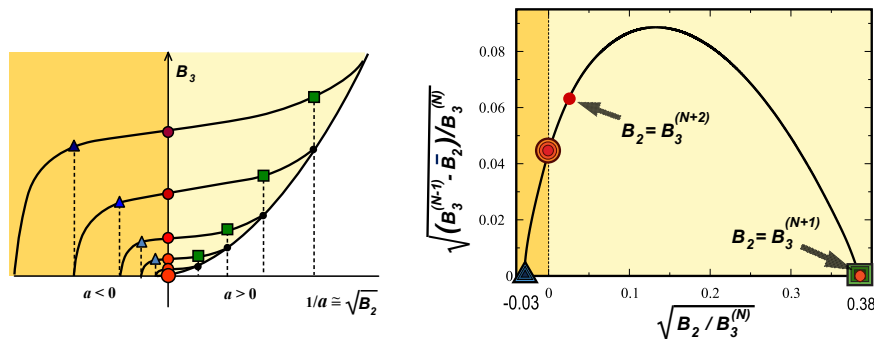 B₃
a < 0
a > 0
1/a ≅ √B₂
√(B₃^(N-1) - B̄₂)/B₃^(N)
0.08
0.06
0.04
0.02
0
B₂ = B₃^(N+2)
B₂ = B₃^(N+1)
-0.03
0
0.1
0.2
0.3
0.38
√B₂ / B₃^(N)